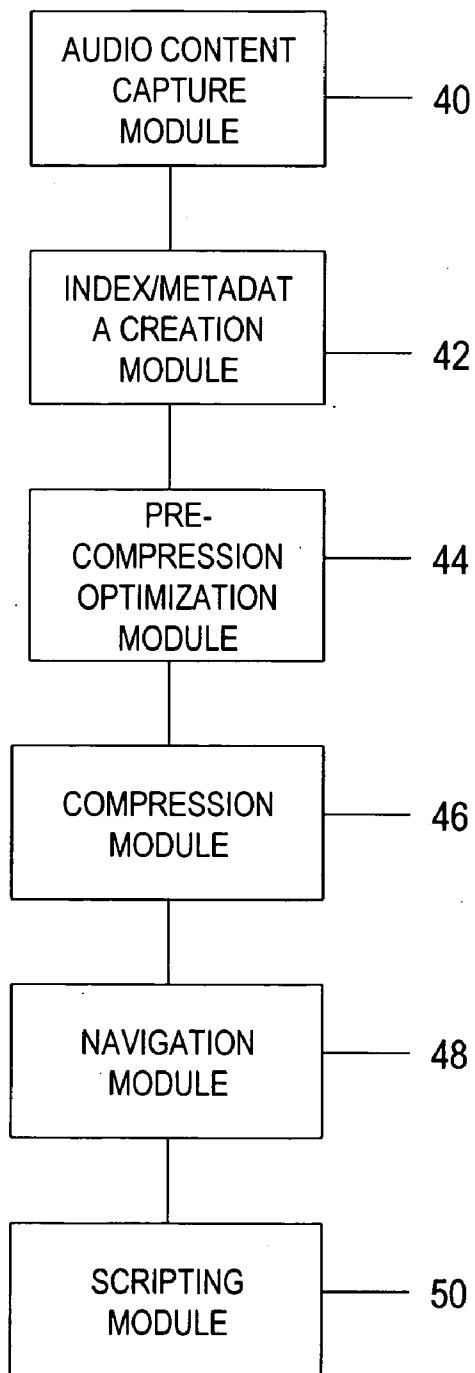 AUDIO CONTENT
CAPTURE
MODULE
40
INDEX/METADAT
A CREATION
MODULE
42
PRE-
COMPRESSION
OPTIMIZATION
MODULE
44
COMPRESSION
MODULE
46
NAVIGATION
MODULE
48
SCRIPTING
MODULE
50